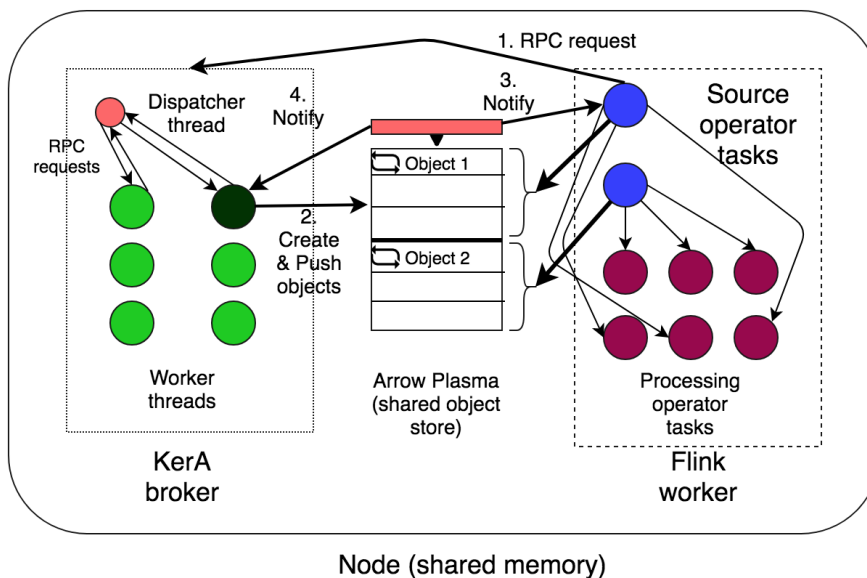 1. RPC request
Dispatcher
thread
4.
Notify
3.
Notify
Source
operator
tasks
RPC
requests
Object 1
2.
Create
& Push
objects
Object 2
Worker
threads
Arrow Plasma
(shared object
store)
Processing
operator
tasks
KerA
broker
Flink
worker
Node (shared memory)